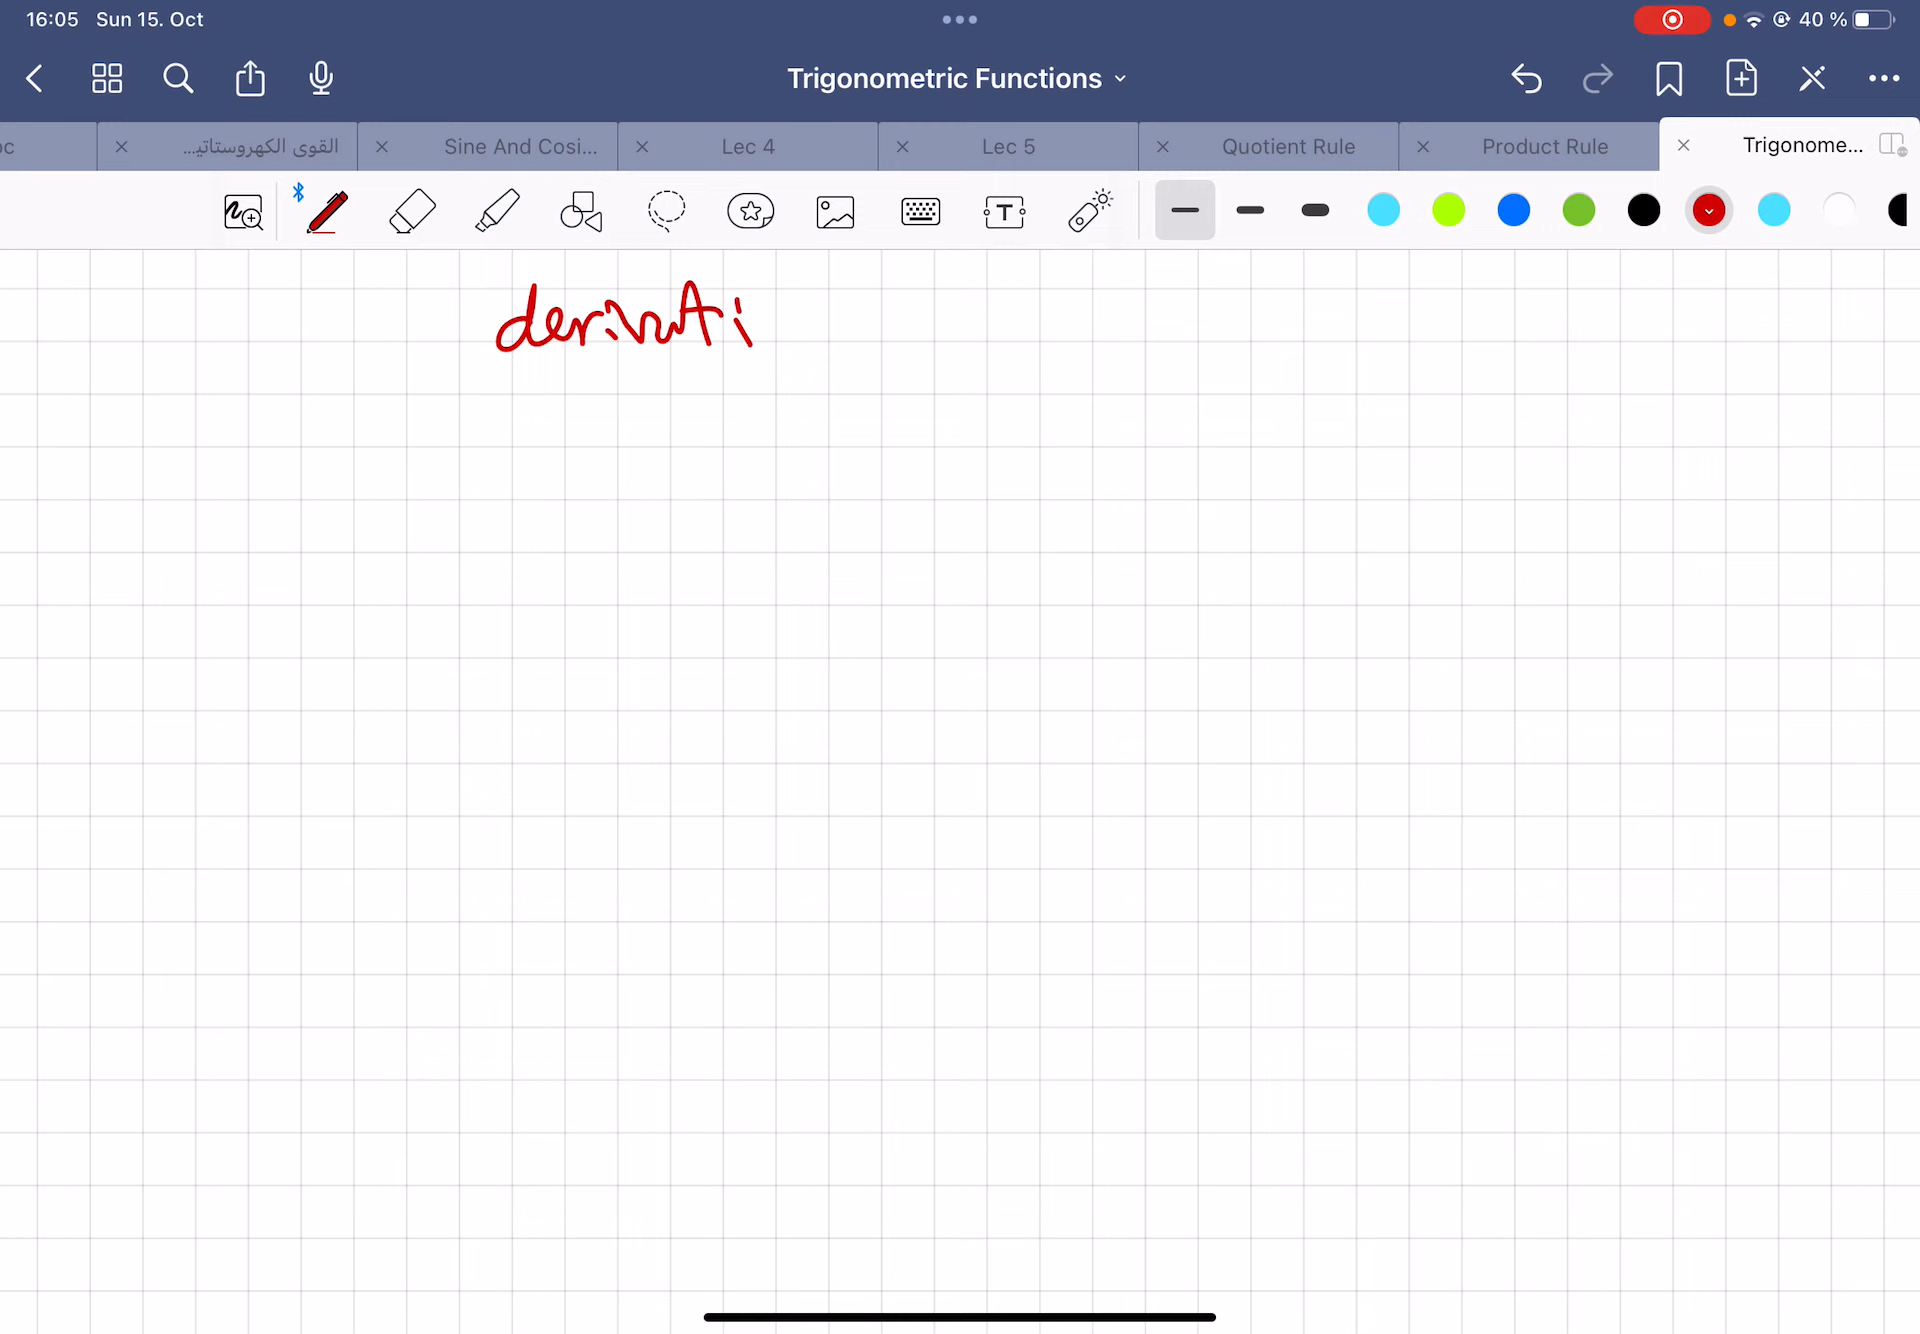 16:05 Sun 15. Oct 40 %
Trigonometric Functions
oc القوى الكهروستاتي... Sine And Cosi... Lec 4 Lec 5 Quotient Rule Product Rule Trigonome...
T
derivati